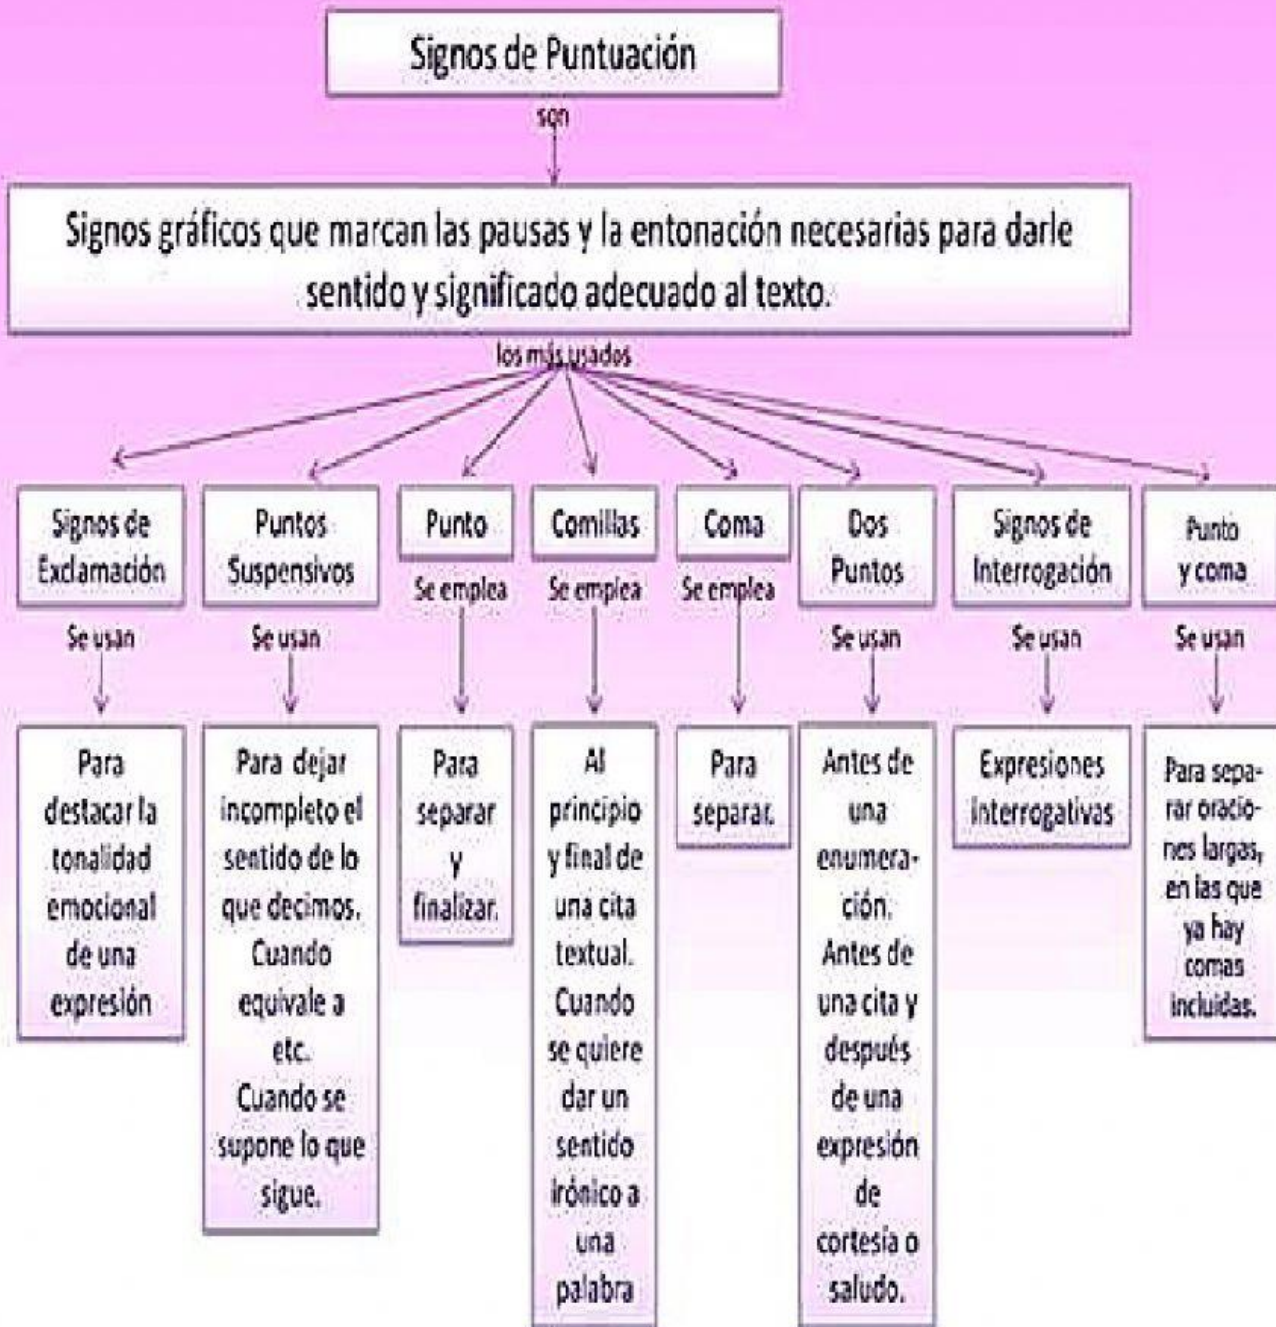 Signos de Puntuación
son
Signos gráficos que marcan las pausas y la entonación necesarias para darle
sentido y significado adecuado al texto.
los más usados
Signos de
Exclamación
Se usan
Para
destacar la
tonalidad
emocional
de una
expresión
Puntos
Suspensivos
Se usan
Para dejar
incompleto el
sentido de lo
que decimos.
Cuando
equivale a
etc.
Cuando se
supone lo que
sigue.
Punto
Se emplea
Para
separar
y
finalizar.
Comillas
Se emplea
Al
principio
y final de
una cita
textual.
Cuando
se quiere
dar un
sentido
irónico a
una
palabra
Coma
Se emplea
Para
separar.
Dos
Puntos
Se usan
Antes de
una
enumera-
ción.
Antes de
una cita y
después
de una
expresión
de
cortesía o
saludo.
Signos de
Interrogación
Se usan
Expresiones
interrogativas
Punto
y coma
Se usan
Para sepa-
rar oracio-
nes largas,
en las que
ya hay
comas
incluidas.